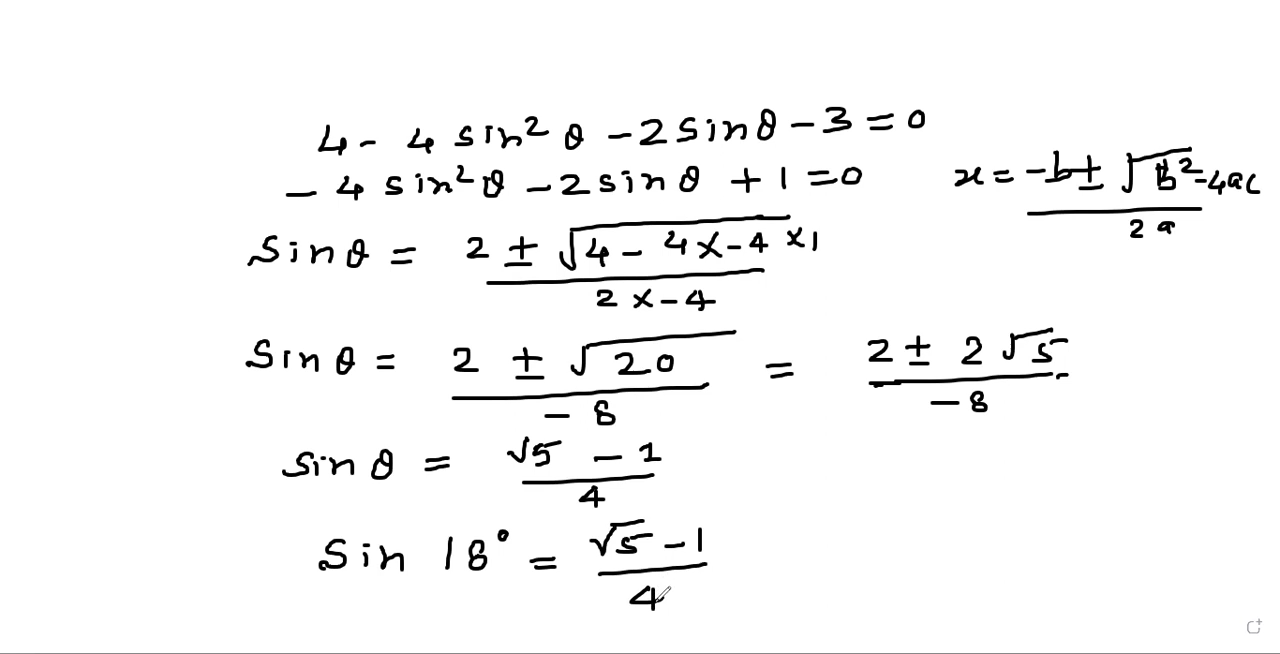 4 - 4 sin² θ - 2 sin θ - 3 = 0
- 4 sin² θ - 2 sin θ + 1 = 0
x = (-b ± √(b² - 4ac)) / 2a
Sin θ = (2 ± √(4 - 4 x -4 x 1)) / (2 x -4)
Sin θ = (2 ± √20) / -8 = (2 ± 2√5) / -8
Sin θ = (√5 - 1) / 4
Sin 18° = (√5 - 1) / 4